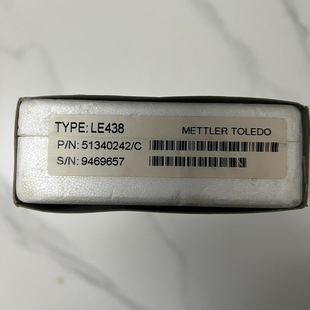 TYPE: LE438
METTLER TOLEDO
P/N: 51340242/C
S/N: 9469657